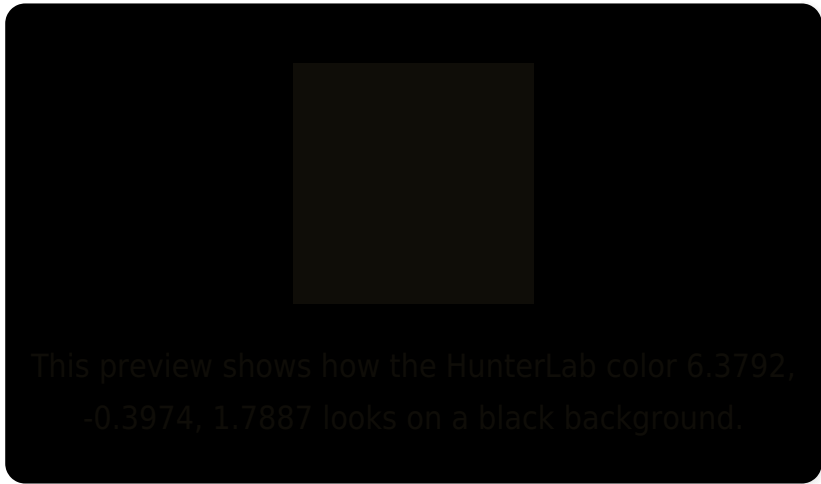 This preview shows how the HunterLab color 6.3792,
-0.3974, 1.7887 looks on a black background.